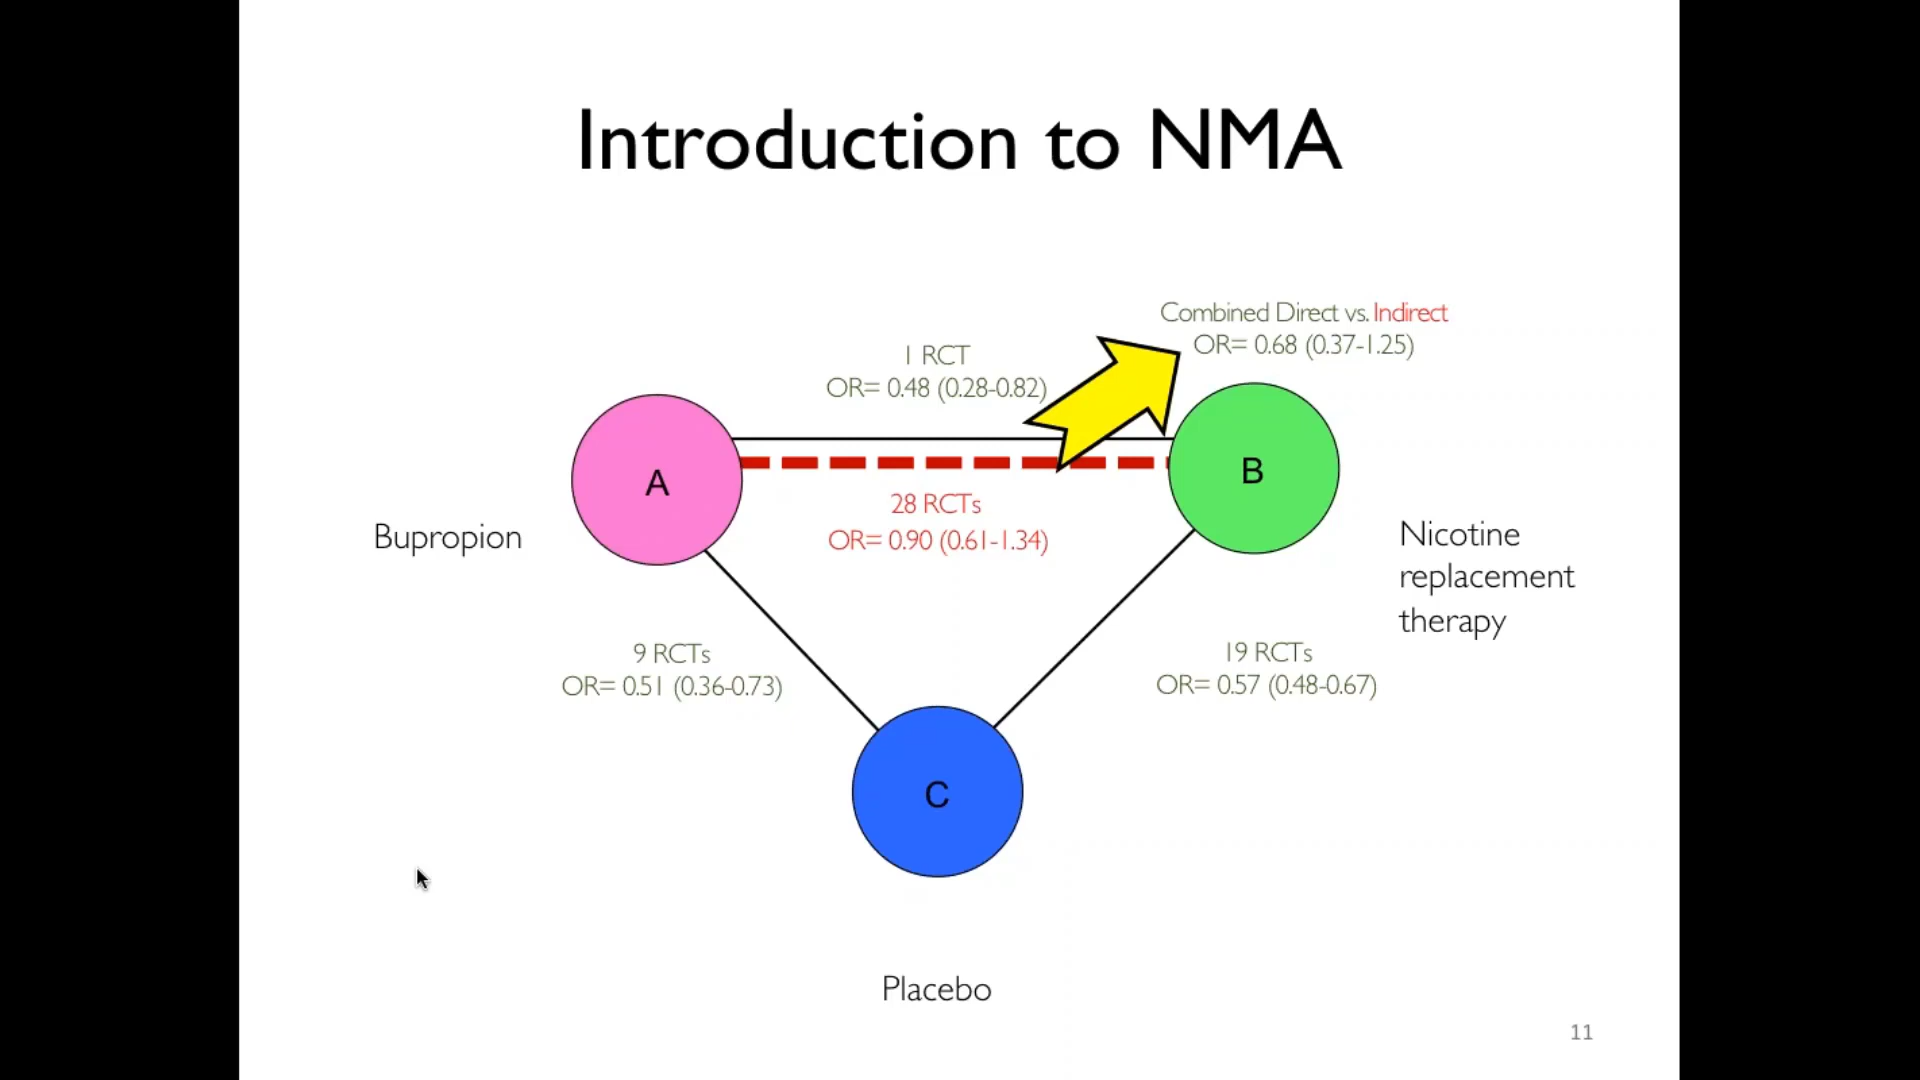 Introduction to NMA
Combined Direct vs. Indirect
OR= 0.68 (0.37-1.25)
1 RCT
OR= 0.48 (0.28-0.82)
A
B
28 RCTs
OR= 0.90 (0.61-1.34)
Bupropion
Nicotine
replacement
therapy
9 RCTs
OR= 0.51 (0.36-0.73)
19 RCTs
OR= 0.57 (0.48-0.67)
C
Placebo
11